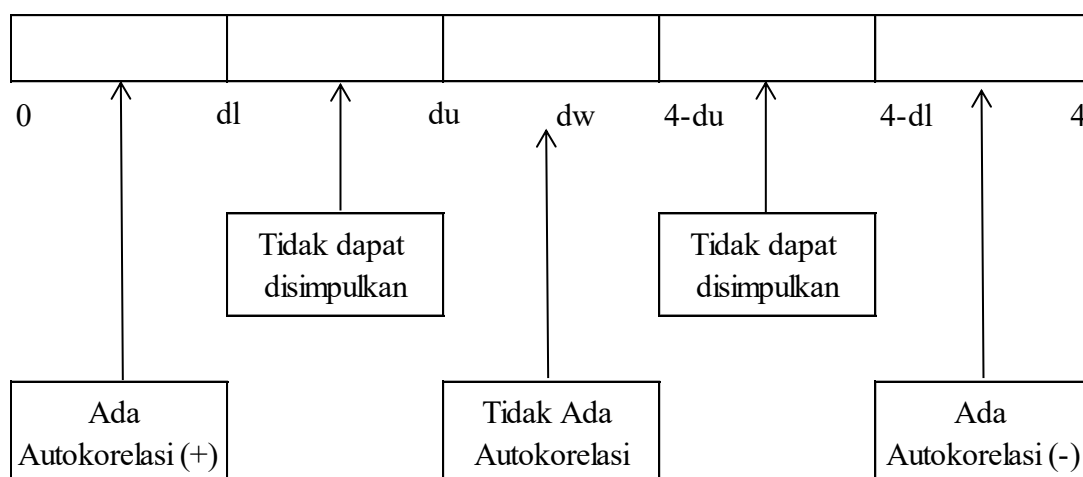 0 dl du dw 4-du 4-dl 4
Tidak dapat
disimpulkan
Tidak dapat
disimpulkan
Ada
Autokorelasi (+)
Tidak Ada
Autokorelasi
Ada
Autokorelasi (-)